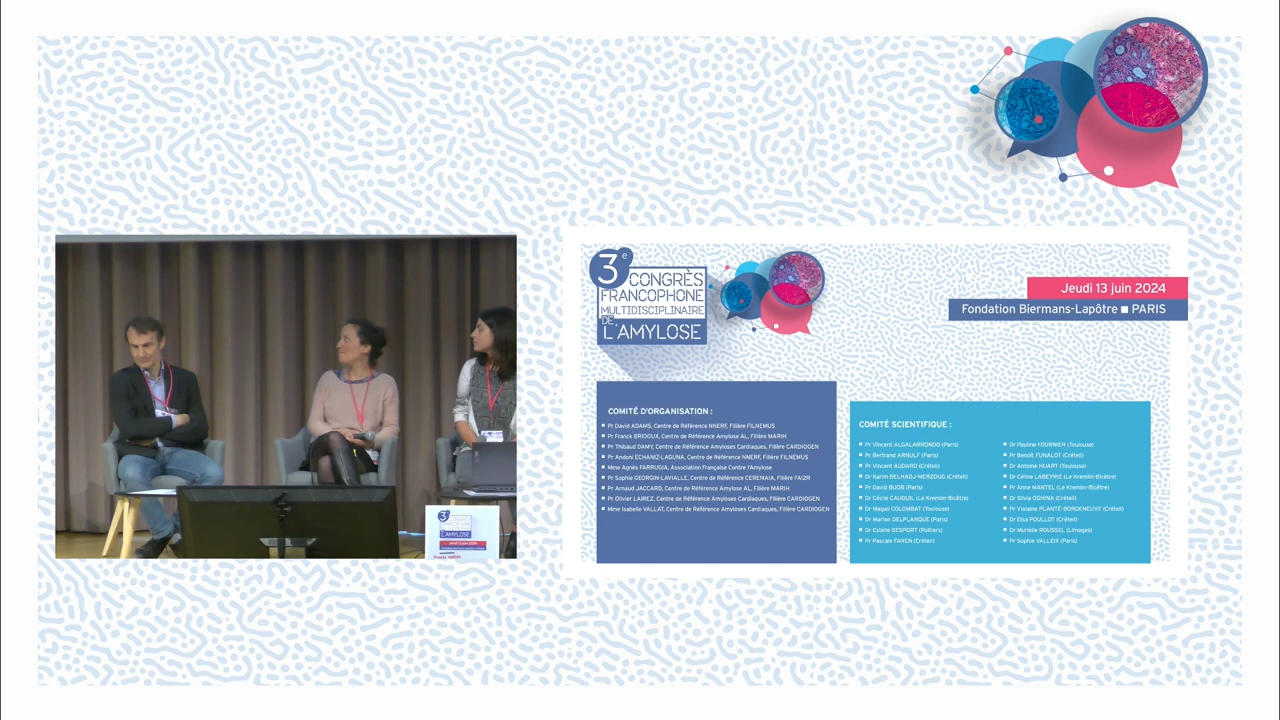 3e
CONGRÈS
FRANCOPHONE
MULTIDISCIPLINAIRE
DE
L'AMYLOSE
Jeudi 13 juin 2024
Fondation Biermans-Lapôtre ■ PARIS
COMITÉ D'ORGANISATION :
Pr David ADAMS, Centre de Référence NNERF, Filière FILNEMUS
Pr Franck BRIDOUX, Centre de Référence Amylose AL, Filière MARIH
Pr Thibaud DAMY, Centre de Référence Amyloses Cardiaques, Filière CARDIOGEN
Pr Andoni ECHANIZ-LAGUNA, Centre de Référence NNERF, Filière FILNEMUS
Mme Agnès FARRUGIA, Association Française Contre l'Amylose
Pr Sophie GEORGIN-LAVIALLE, Centre de Référence CEREMAIA, Filière FAI2R
Pr Arnaud JACCARD, Centre de Référence Amylose AL, Filière MARIH
Pr Olivier LAIREZ, Centre de Référence Amyloses Cardiaques, Filière CARDIOGEN
Mme Isabelle VALLAT, Centre de Référence Amyloses Cardiaques, Filière CARDIOGEN
COMITÉ SCIENTIFIQUE :
Pr Vincent ALGALARRONDO (Paris)
Pr Bertrand ARNULF (Paris)
Pr Vincent AUDARD (Créteil)
Dr Karim BELHADJ-MERZOUG (Créteil)
Pr David BUOB (Paris)
Dr Cécile CAUQUIL (Le Kremlin-Bicêtre)
Dr Magali COLOMBAT (Toulouse)
Dr Marion DELPLANQUE (Paris)
Dr Estelle DESPORT (Poitiers)
Pr Pascale FANEN (Créteil)
Dr Pauline FOURNIER (Toulouse)
Pr Benoît FUNALOT (Créteil)
Dr Antoine HUART (Toulouse)
Dr Céline LABEYRIE (Le Kremlin-Bicêtre)
Pr Anne MANTEL (Le Kremlin-Bicêtre)
Dr Silvia OGHINA (Créteil)
Pr Violaine PLANTÉ-BORDENEUVE (Créteil)
Dr Elsa POULLOT (Créteil)
Dr Murielle ROUSSEL (Limoges)
Pr Sophie VALLEIX (Paris)
3e
L'AMYLOSE